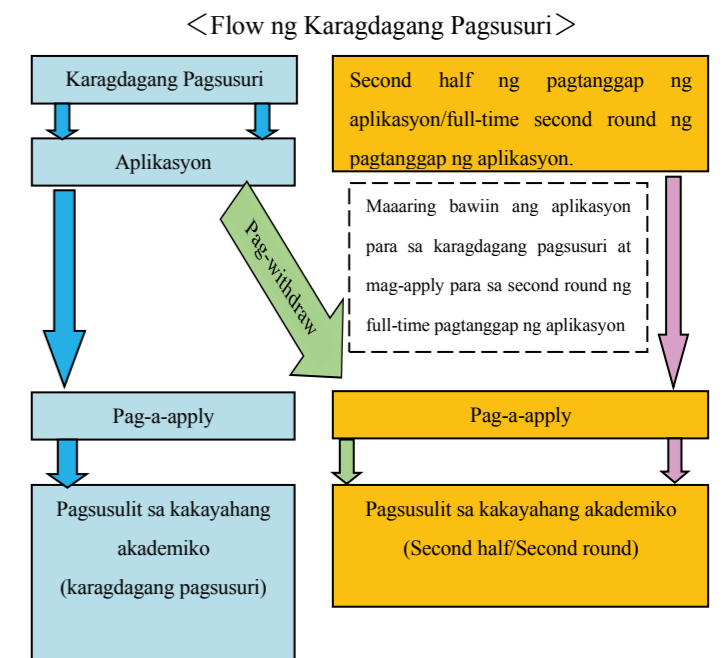 ＜Flow ng Karagdagang Pagsusuri＞
Karagdagang Pagsusuri
Second half ng pagtanggap ng
aplikasyon/full-time second round ng
pagtanggap ng aplikasyon.
Aplikasyon
Pag-withdraw
Maaaring bawiin ang aplikasyon
para sa karagdagang pagsusuri at
mag-apply para sa second round ng
full-time pagtanggap ng aplikasyon
Pag-a-apply
Pag-a-apply
Pagsusulit sa kakayahang
akademiko
(karagdagang pagsusuri)
Pagsusulit sa kakayahang akademiko
(Second half/Second round)